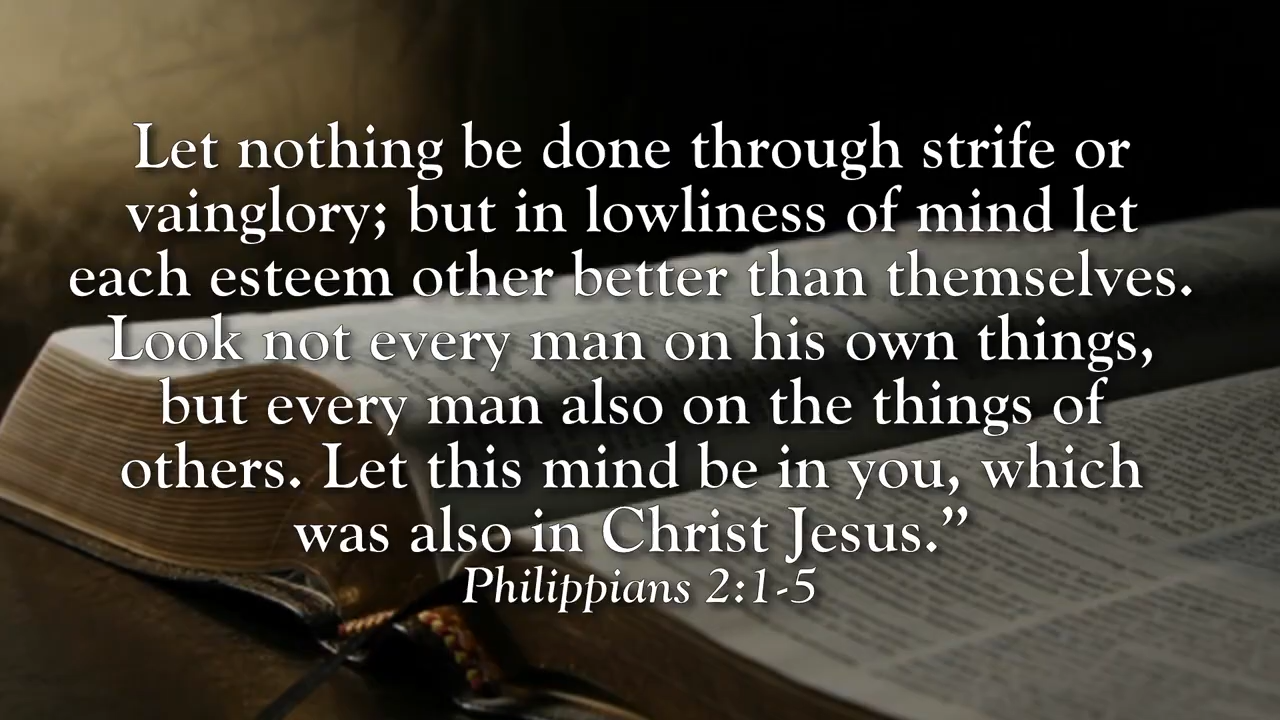 Let nothing be done through strife or
vainglory; but in lowliness of mind let
each esteem other better than themselves.
Look not every man on his own things,
but every man also on the things of
others. Let this mind be in you, which
was also in Christ Jesus.”
Philippians 2:1-5